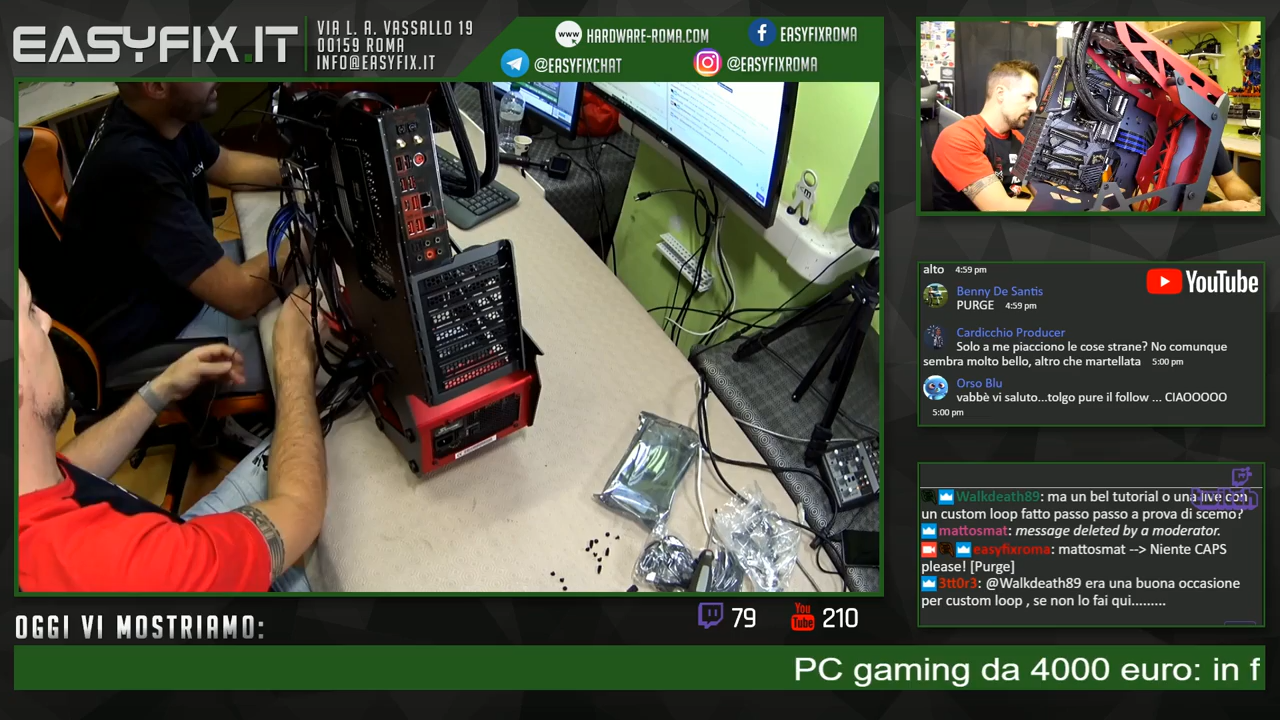 EASYFIX.IT
VIA L. A. VASSALLO 19
00159 ROMA
INFO@EASYFIX.IT
www HARDWARE-ROMA.COM
EASYFIXROMA
@EASYFIXCHAT
@EASYFIXROMA
alto 4:59 pm
YouTube
Benny De Santis
PURGE 4:59 pm
Cardicchio Producer
Solo a me piacciono le cose strane? No comunque
sembra molto bello, altro che martellata 5:00 pm
Orso Blu
vabbè vi saluto...tolgo pure il follow ... CIAOOOOO
5:00 pm
Walkdeath89: ma un bel tutorial o una live con
un custom loop fatto passo passo a prova di scemo?
mattosmat: message deleted by a moderator.
easyfixroma: mattosmat --> Niente CAPS
please! [Purge]
3tt0r3: @Walkdeath89 era una buona occasione
per custom loop , se non lo fai qui.........
79
You Tube 210
OGGI VI MOSTRIAMO:
PC gaming da 4000 euro: in f